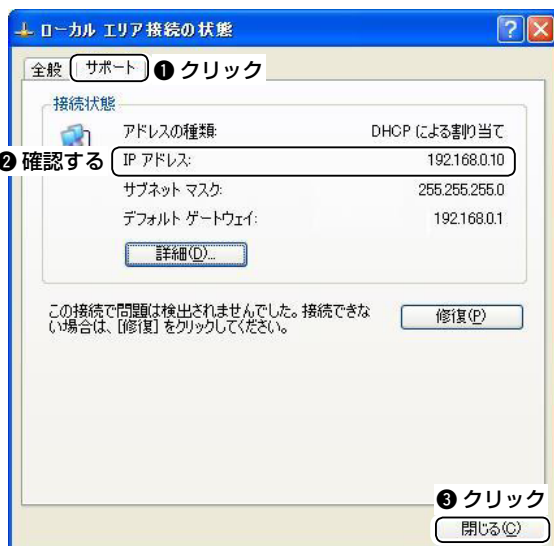 ローカル エリア接続の状態
全般 サポート ❶ クリック
接続状態
アドレスの種類: DHCP による割り当て
❷ 確認する IP アドレス: 192.168.0.10
サブネット マスク: 255.255.255.0
デフォルト ゲートウェイ: 192.168.0.1
詳細(D)...
この接続で問題は検出されませんでした。接続できな
い場合は、[修復] をクリックしてください。
修復(P)
❸ クリック
閉じる(C)